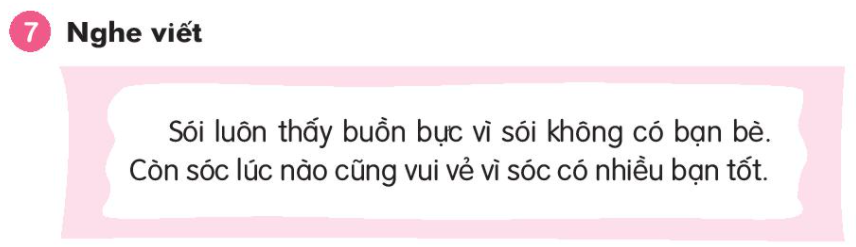 7 Nghe viết
Sói luôn thấy buồn bực vì sói không có bạn bè.
Còn sóc lúc nào cũng vui vẻ vì sóc có nhiều bạn tốt.